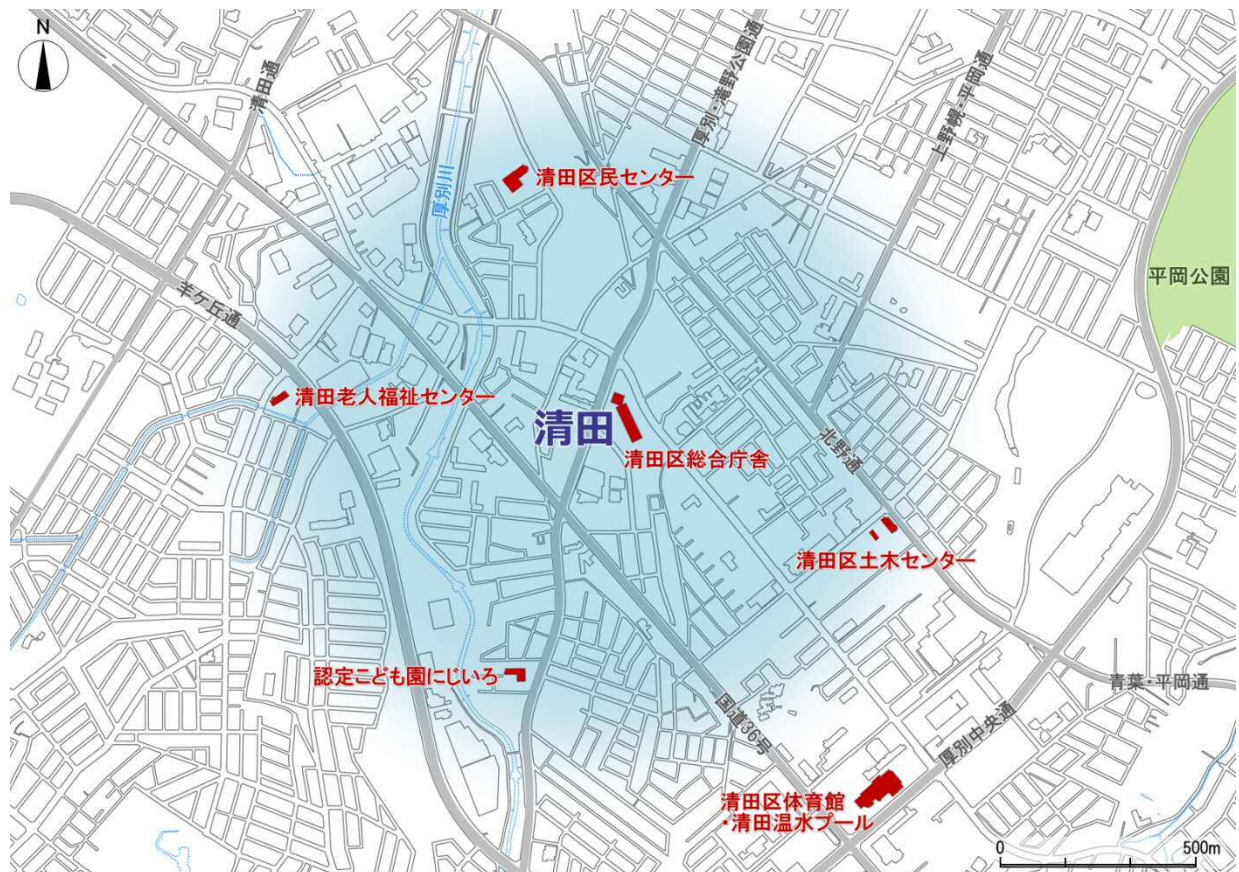 N
清田通
厚別・滝野公園通
上野幌・平岡通
厚別川
清田区民センター
平岡公園
羊ケ丘通
清田老人福祉センター
清田
清田区総合庁舎
北野通
清田区土木センター
認定こども園にじいろ
青葉・平岡通
国道36号
厚別中央通
清田区体育館
・清田温水プール
0 500m